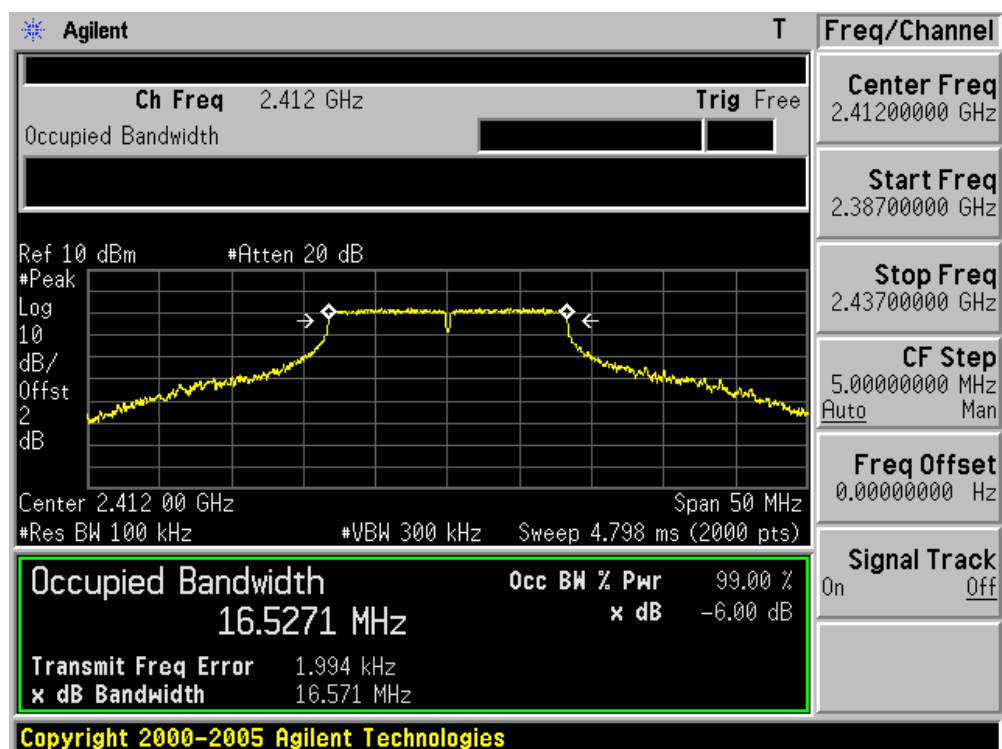 Agilent T
Ch Freq 2.412 GHz Trig Free
Occupied Bandwidth
Ref 10 dBm #Atten 20 dB
#Peak
Log
10
dB/
Offst
2
dB
Center 2.412 00 GHz Span 50 MHz
#Res BW 100 kHz #VBW 300 kHz Sweep 4.798 ms (2000 pts)
Occupied Bandwidth Occ BW % Pwr 99.00 %
16.5271 MHz x dB -6.00 dB
Transmit Freq Error 1.994 kHz
x dB Bandwidth 16.571 MHz
Copyright 2000-2005 Agilent Technologies
Freq/Channel
Center Freq
2.41200000 GHz
Start Freq
2.38700000 GHz
Stop Freq
2.43700000 GHz
CF Step
5.00000000 MHz
Auto Man
Freq Offset
0.00000000 Hz
Signal Track
On Off